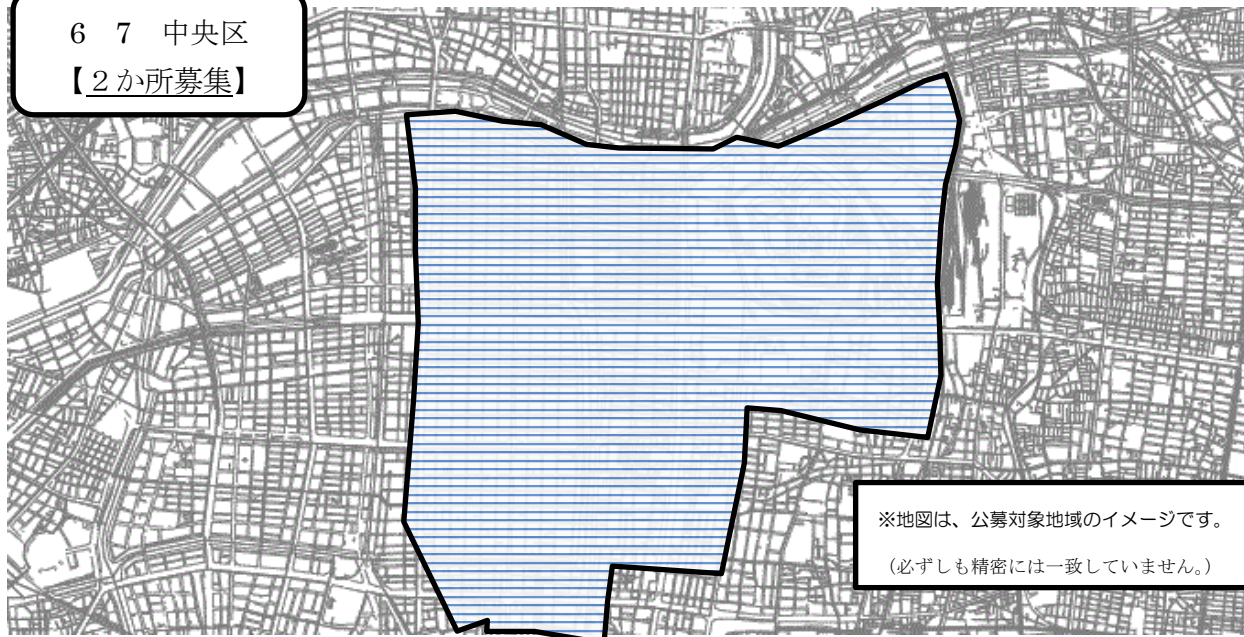 ６ ７ 中央区
【２か所募集】
※地図は、公募対象地域のイメージです。
（必ずしも精密には一致していません。）